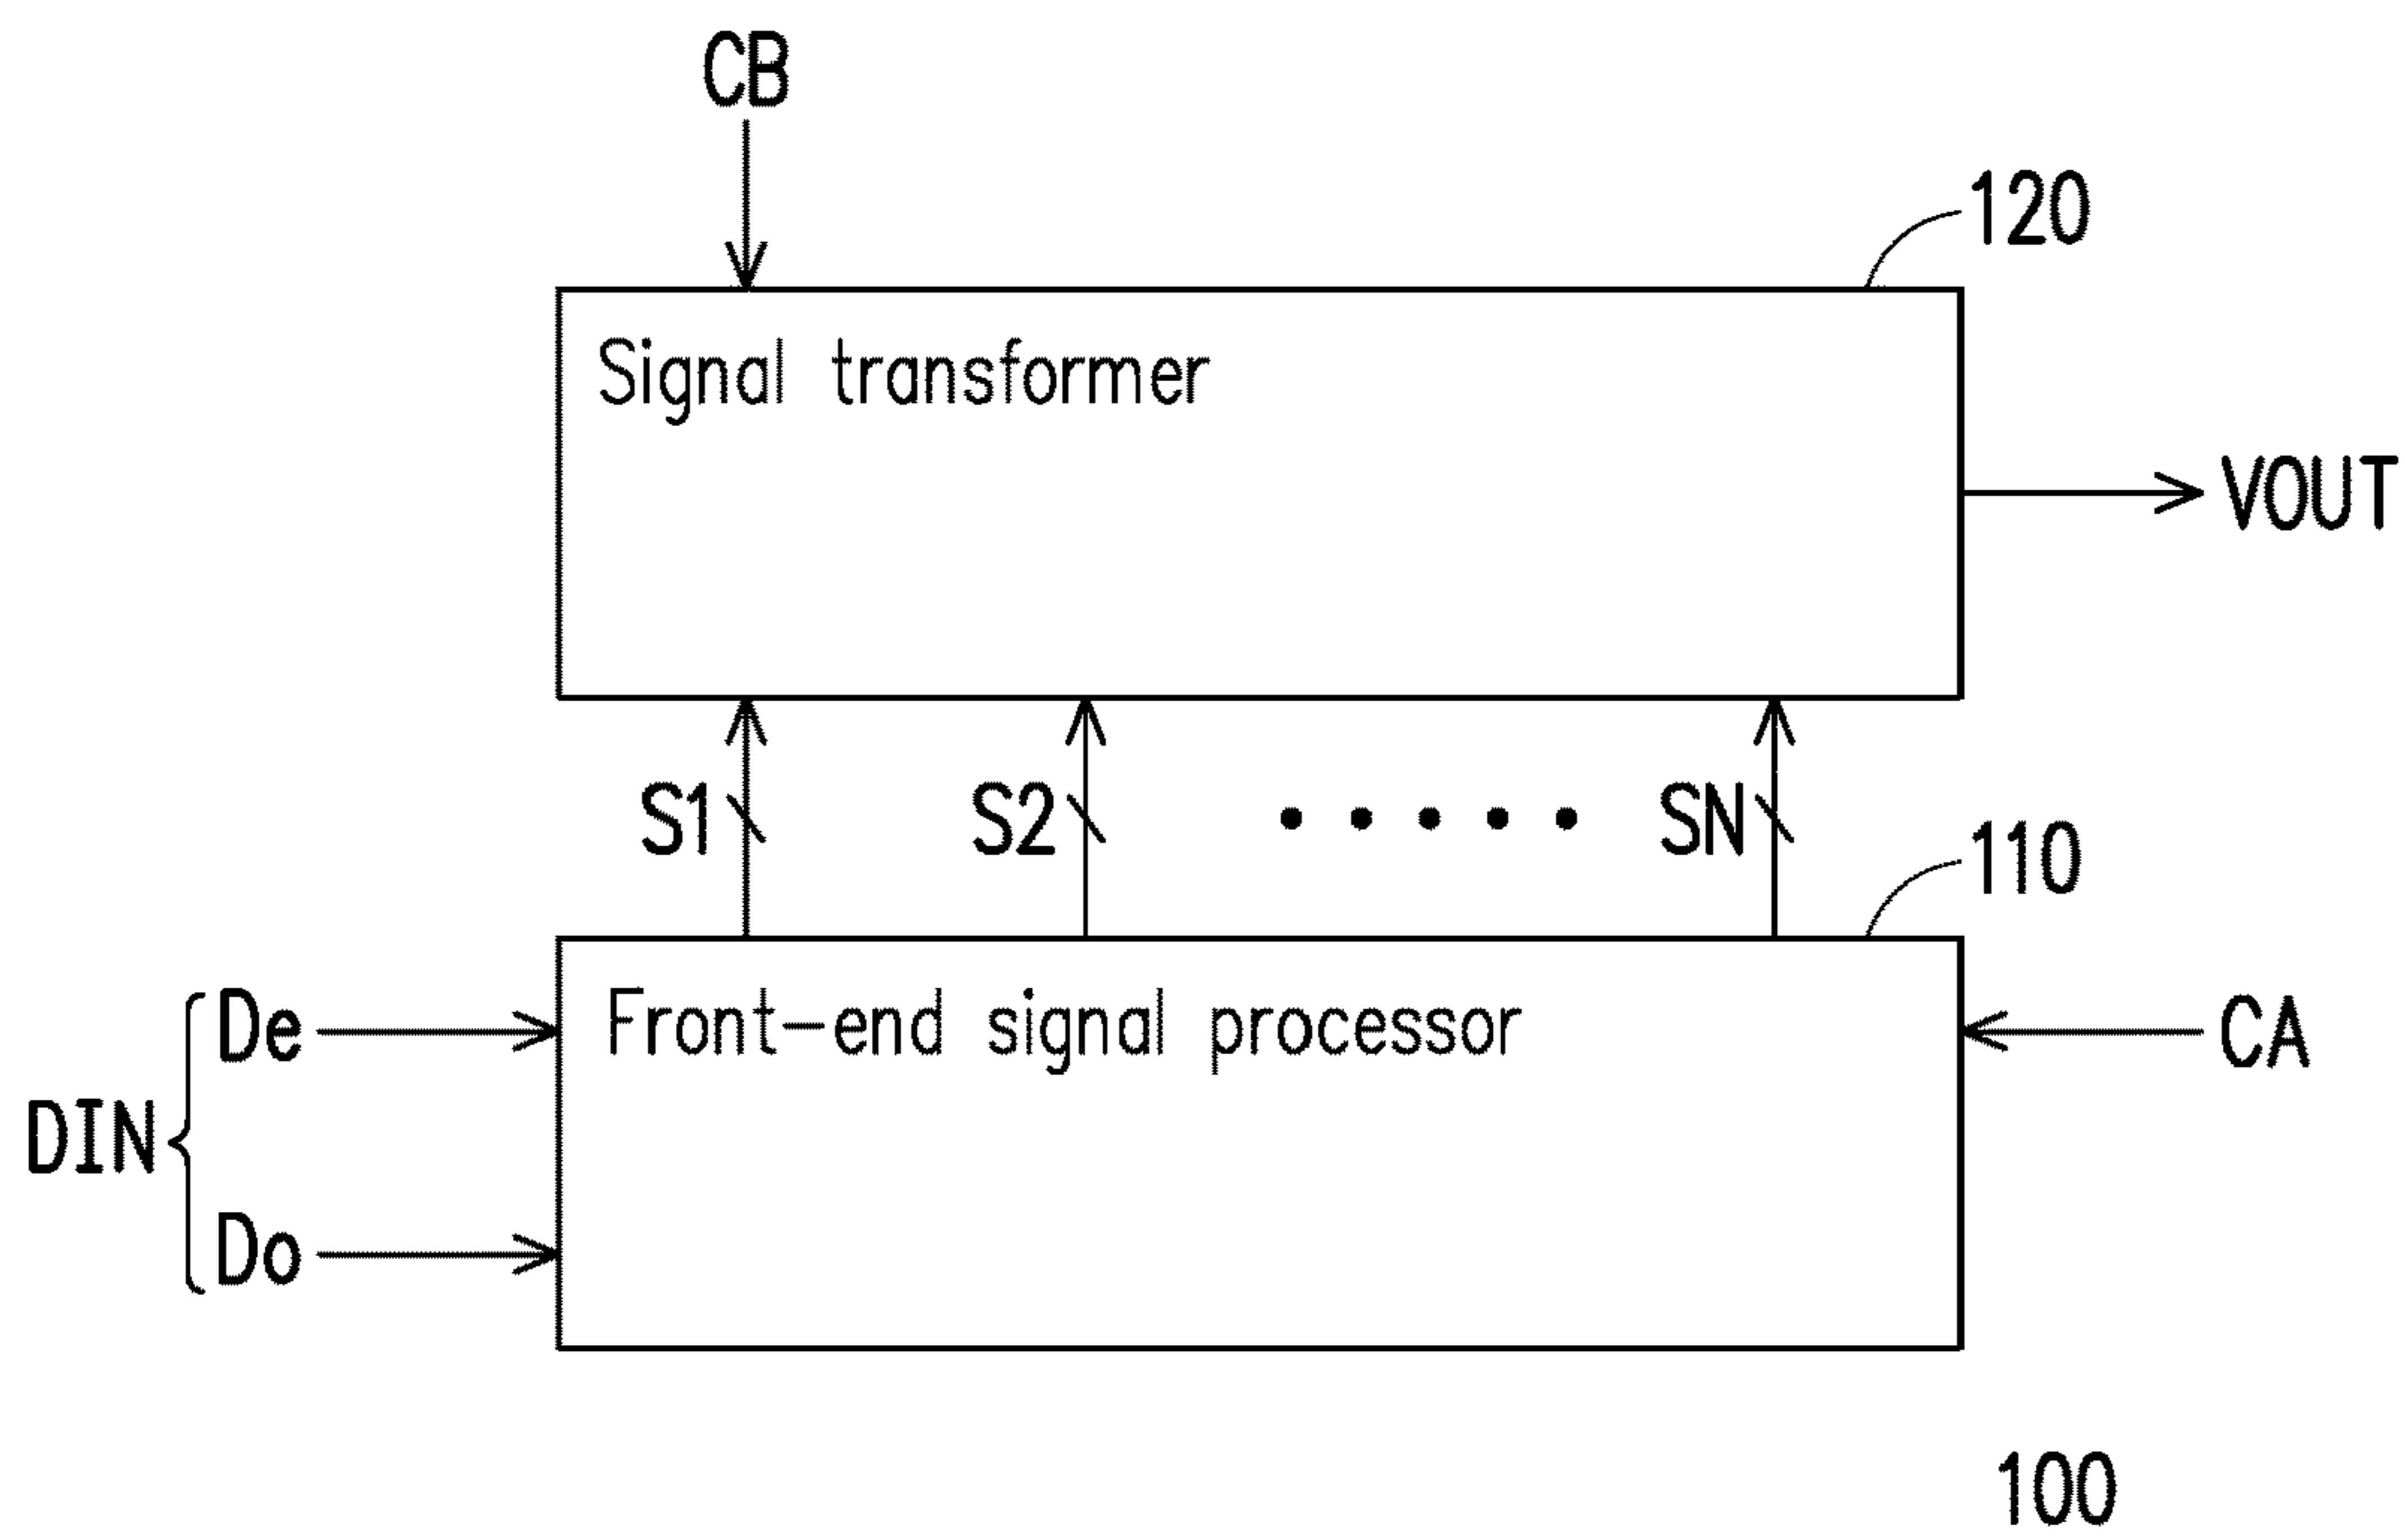 CB
120
Signal transformer
VOUT
S1
S2
SN
110
De
Front-end signal processor
CA
DIN
Do
100